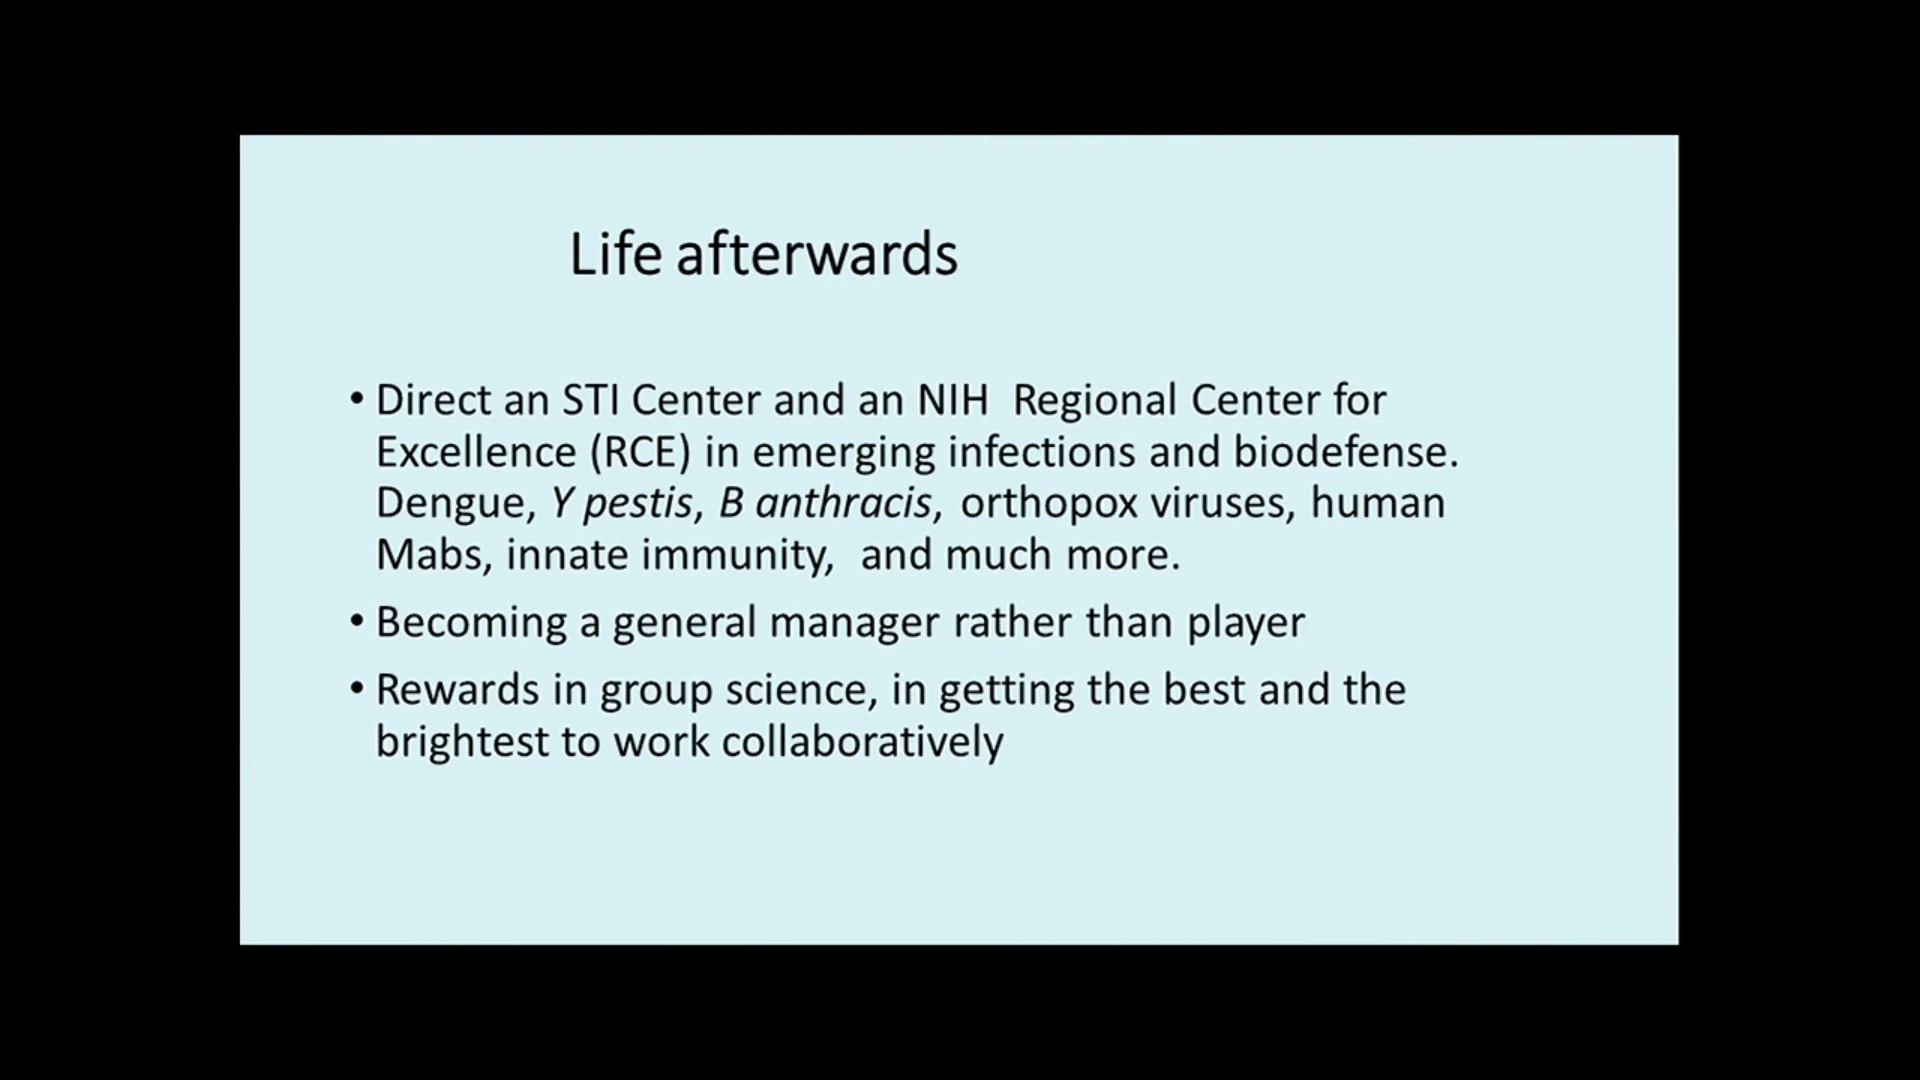 Life afterwards
• Direct an STI Center and an NIH  Regional Center for
Excellence (RCE) in emerging infections and biodefense.
Dengue, Y pestis, B anthracis, orthopox viruses, human
Mabs, innate immunity,  and much more.
• Becoming a general manager rather than player
• Rewards in group science, in getting the best and the
brightest to work collaboratively